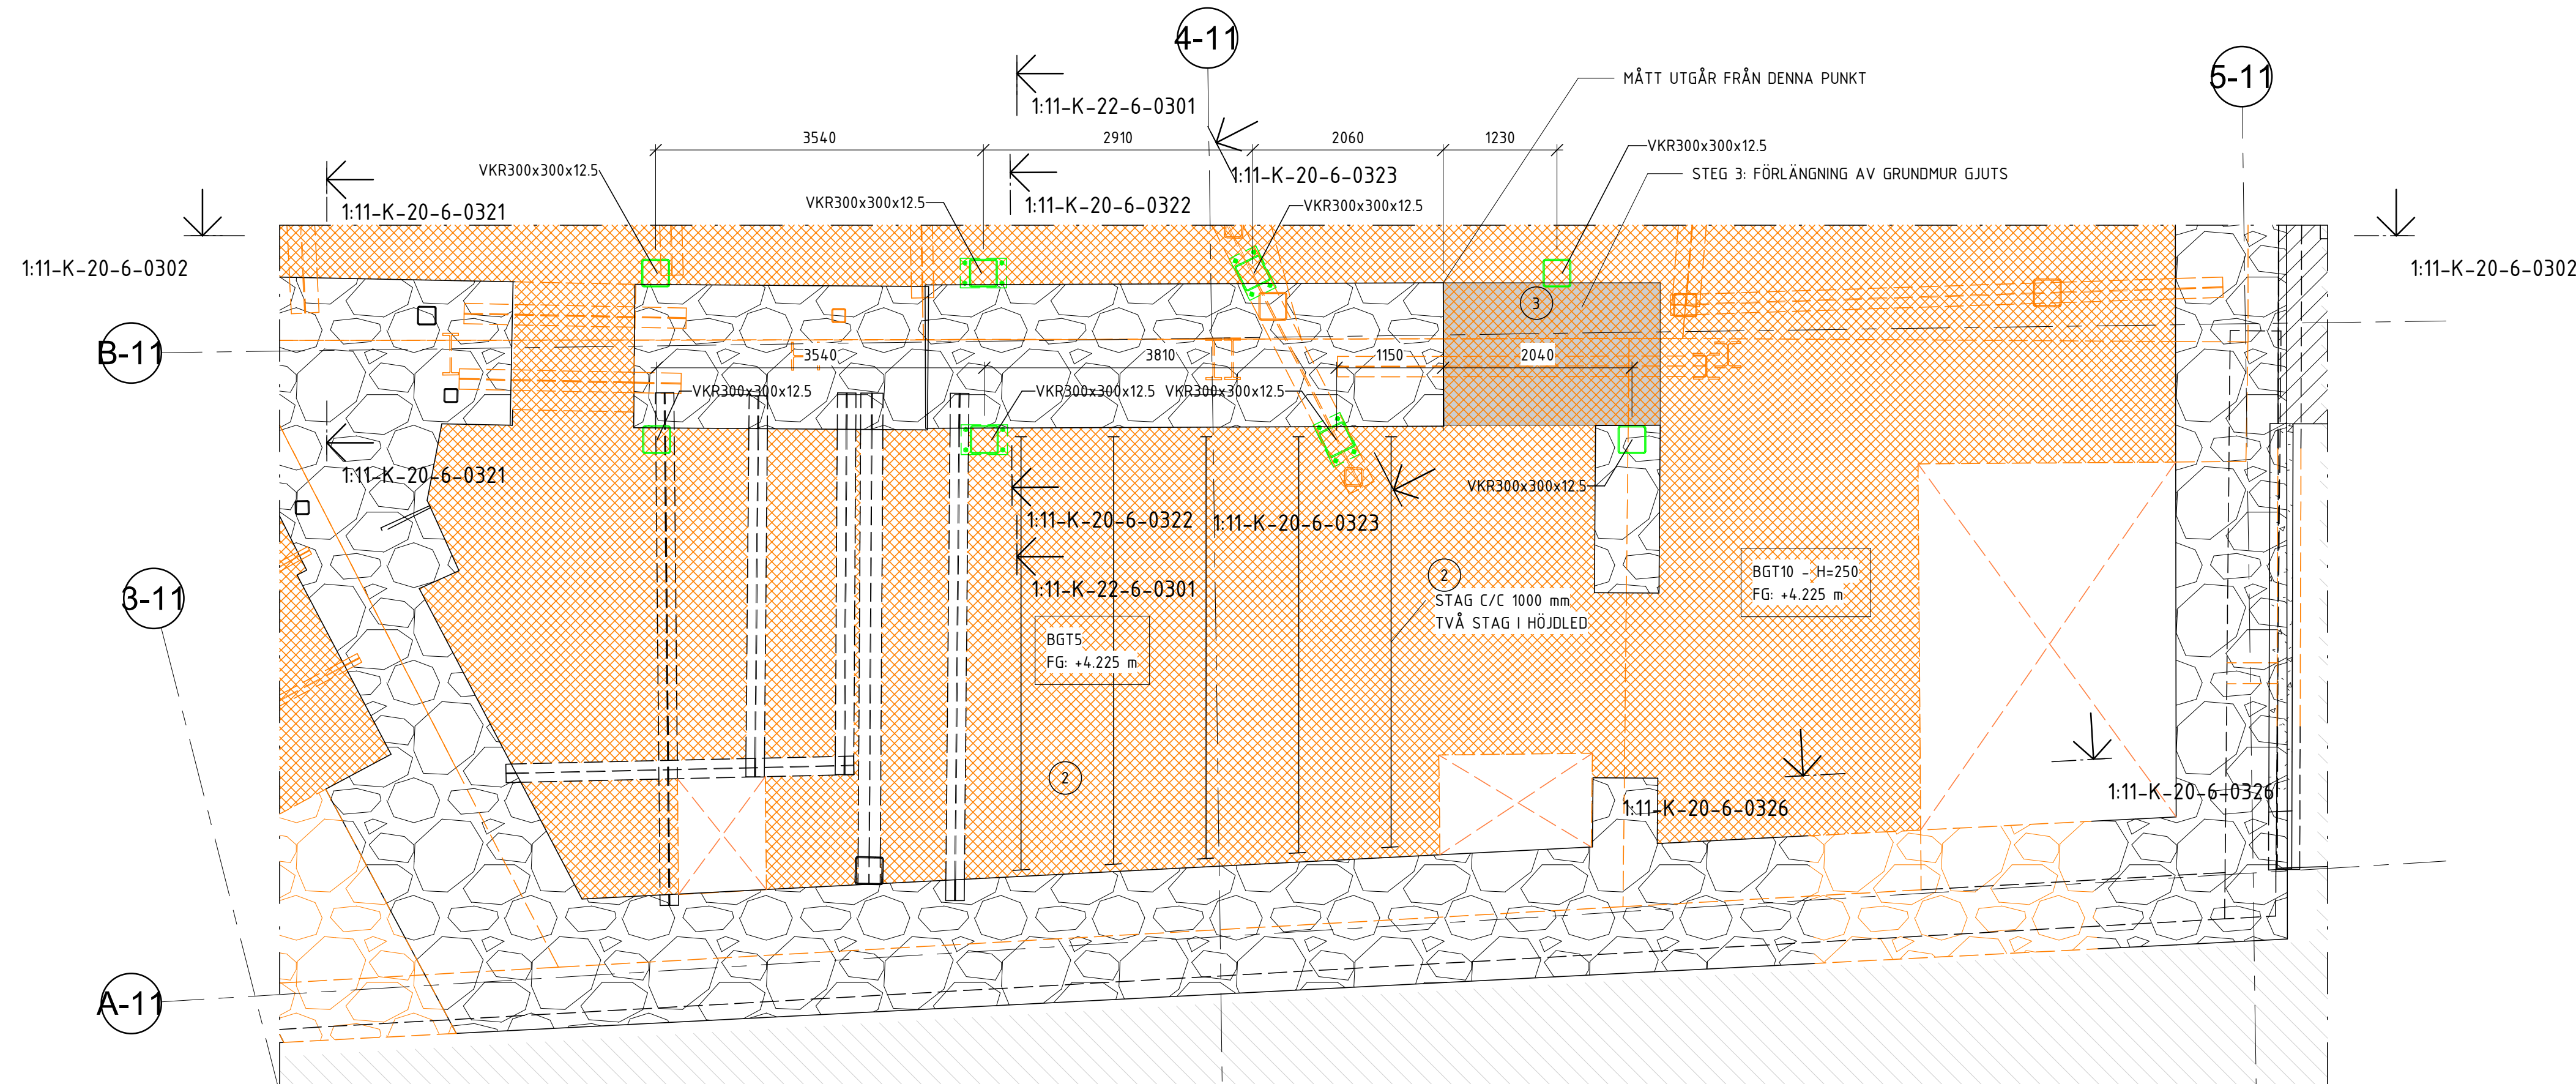 4-11
5-11
MÅTT UTGÅR FRÅN DENNA PUNKT
1:11-K-22-6-0301
3540
2910
2060
1230
VKR300x300x12.5
VKR300x300x12.5
1:11-K-20-6-0323
STEG 3: FÖRLÄNGNING AV GRUNDMUR GJUTS
1:11-K-20-6-0321
VKR300x300x12.5
1:11-K-20-6-0322
VKR300x300x12.5
1:11-K-20-6-0302
1:11-K-20-6-0302
3
B-11
3540
3810
1150
2040
VKR300x300x12.5
VKR300x300x12.5
VKR300x300x12.5
1:11-K-20-6-0321
VKR300x300x12.5
1:11-K-20-6-0322
1:11-K-20-6-0323
3-11
1:11-K-22-6-0301
2
STAG C/C 1000 mm
TVÅ STAG I HÖJDLED
BGT10 - H=250
FG: +4.225 m
BGT5
FG: +4.225 m
2
1:11-K-20-6-0326
1:11-K-20-6-0326
A-11